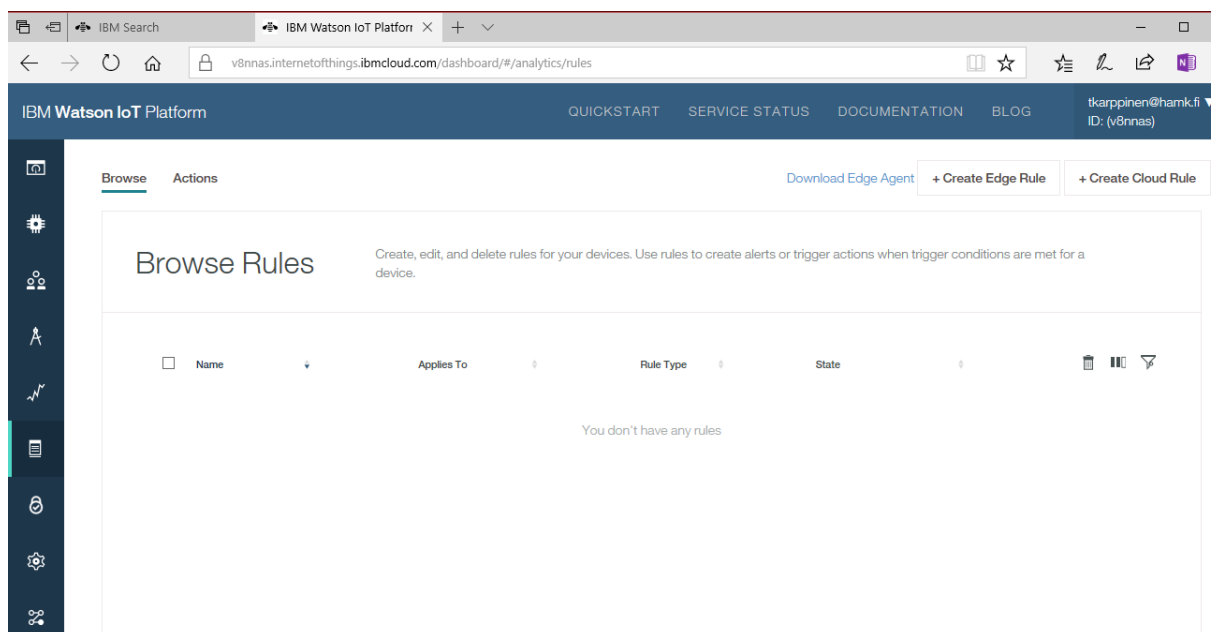 IBM Search
IBM Watson IoT Platforr
v8nnas.internetofthings.ibmcloud.com/dashboard/#/analytics/rules
IBM Watson IoT Platform
QUICKSTART SERVICE STATUS DOCUMENTATION BLOG
tkarppinen@hamk.fi
ID: (v8nnas)
Browse Actions
Download Edge Agent + Create Edge Rule + Create Cloud Rule
Browse Rules
Create, edit, and delete rules for your devices. Use rules to create alerts or trigger actions when trigger conditions are met for a
device.
Name Applies To Rule Type State
You don't have any rules